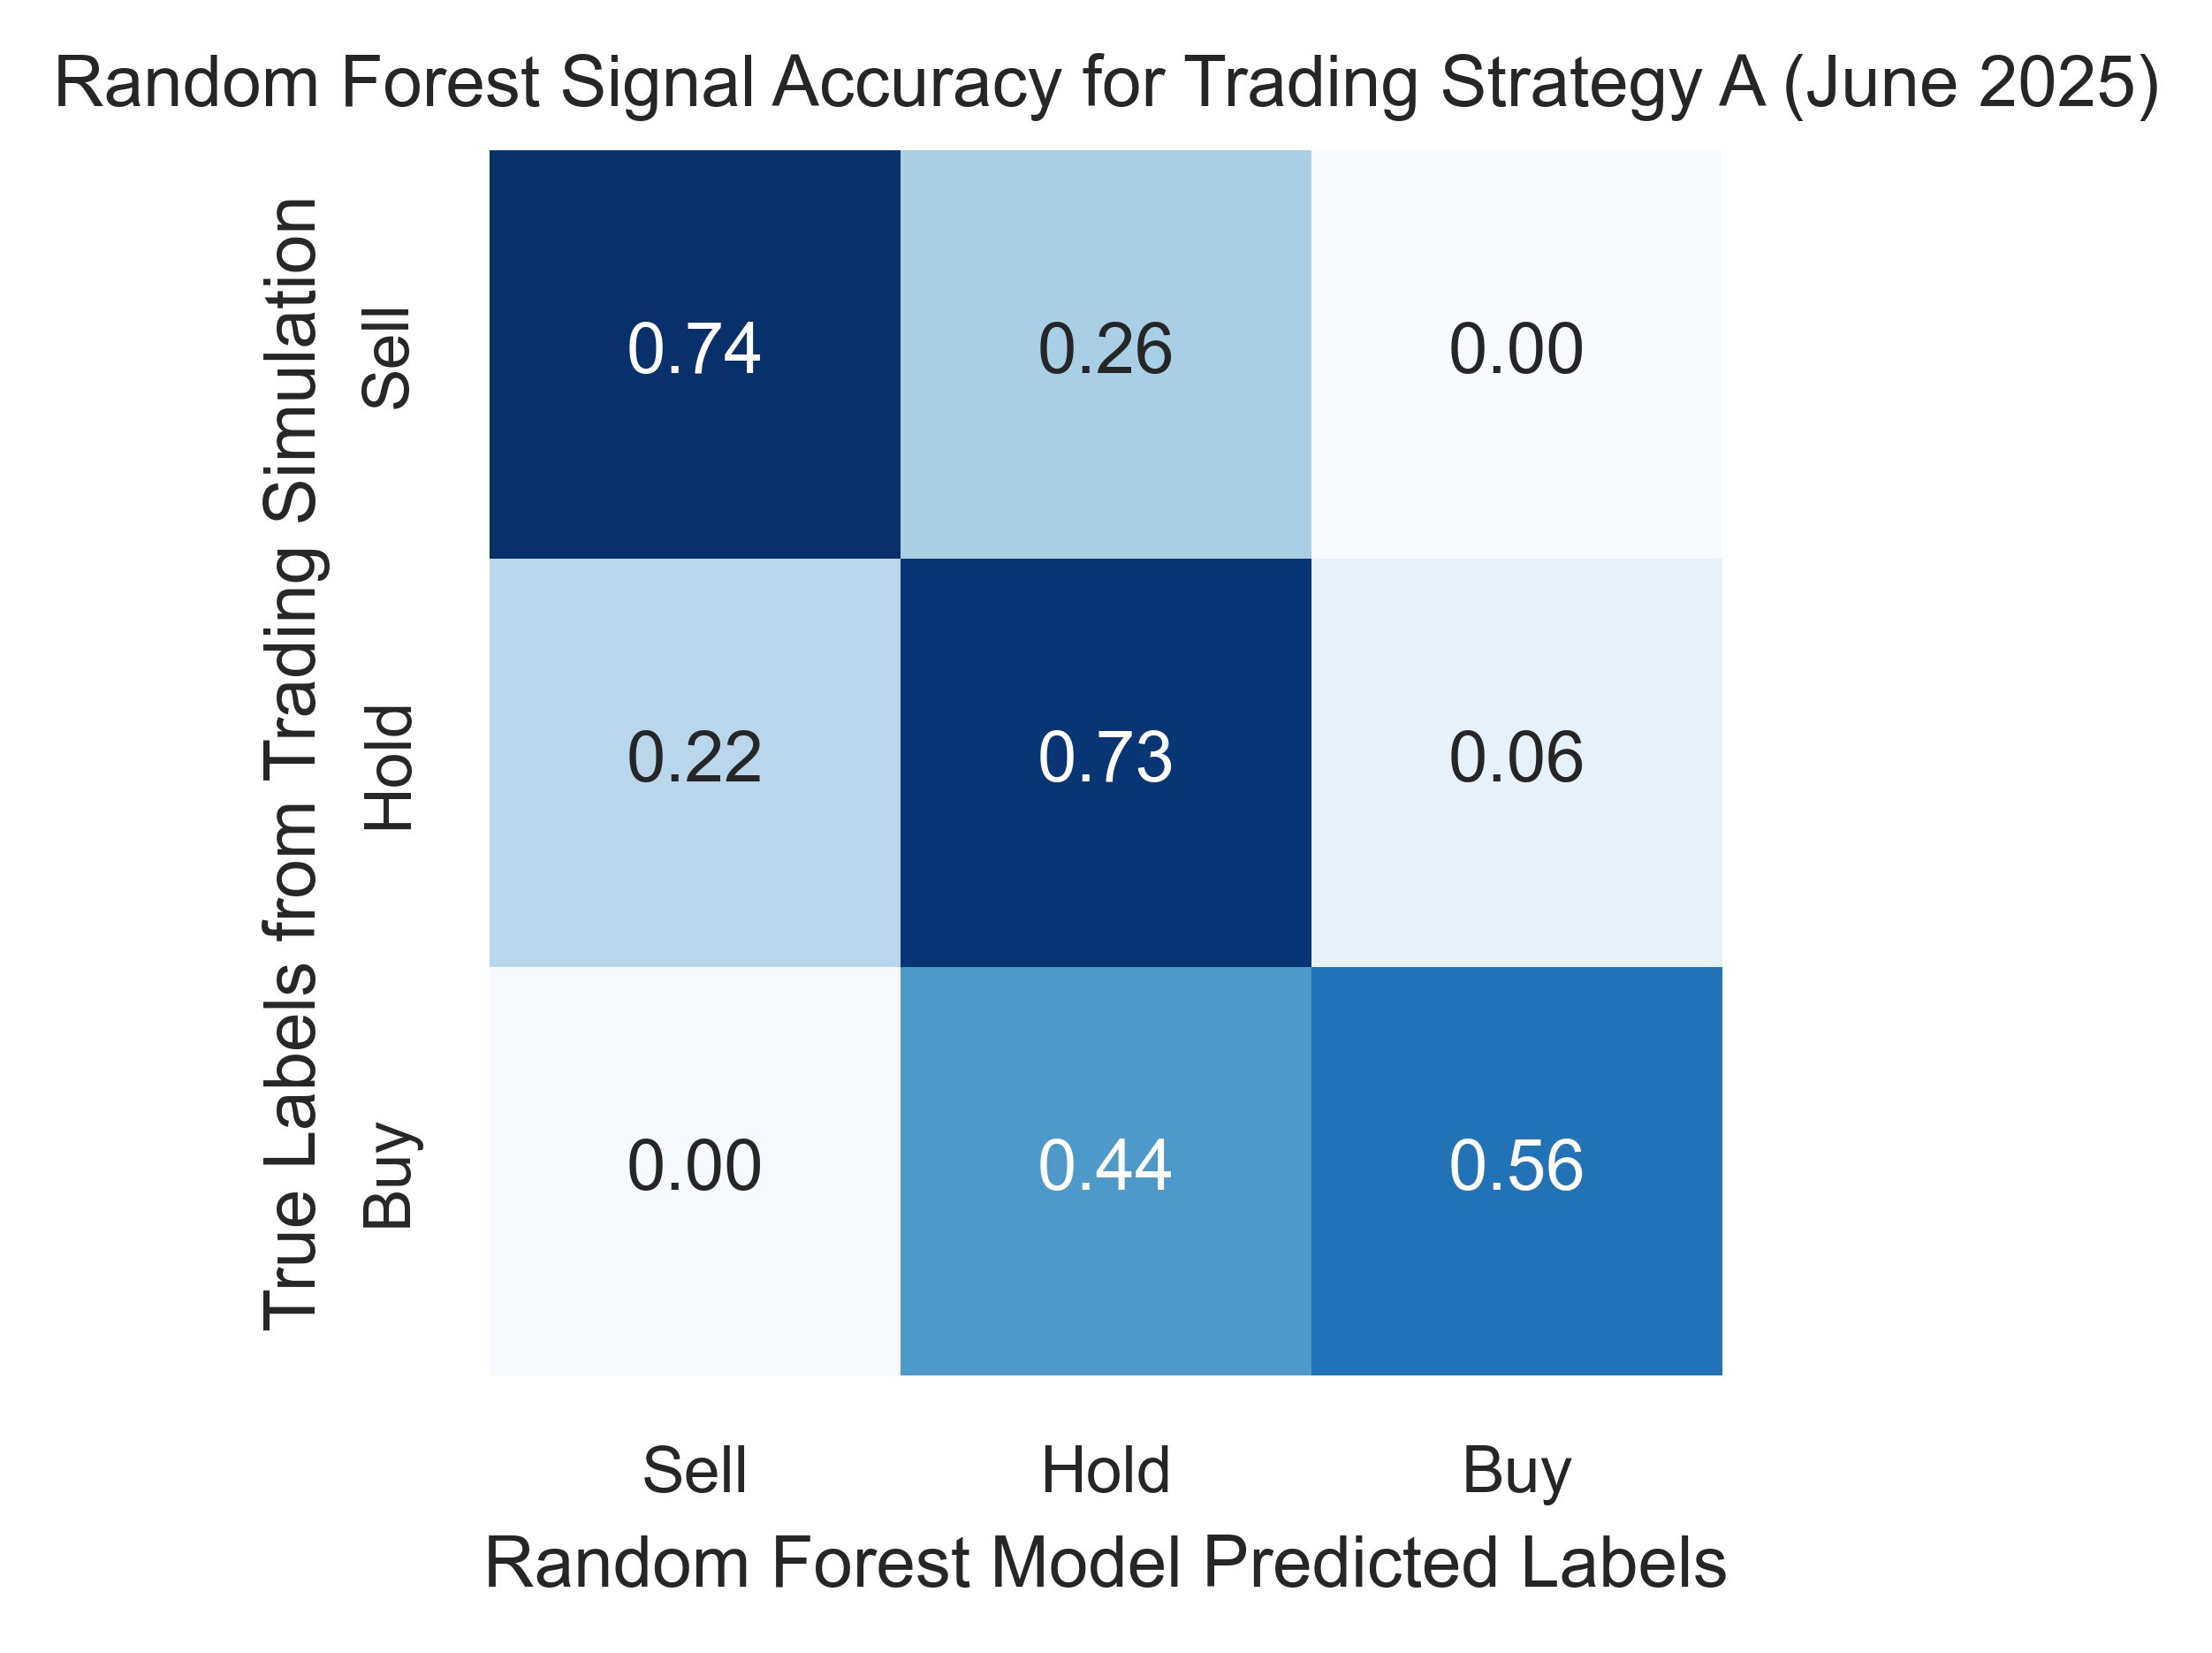 Random Forest Signal Accuracy for Trading Strategy A (June 2025)
True Labels from Trading Simulation
Sell
0.74 0.26 0.00
Hold
0.22 0.73 0.06
Buy
0.00 0.44 0.56
Sell Hold Buy
Random Forest Model Predicted Labels